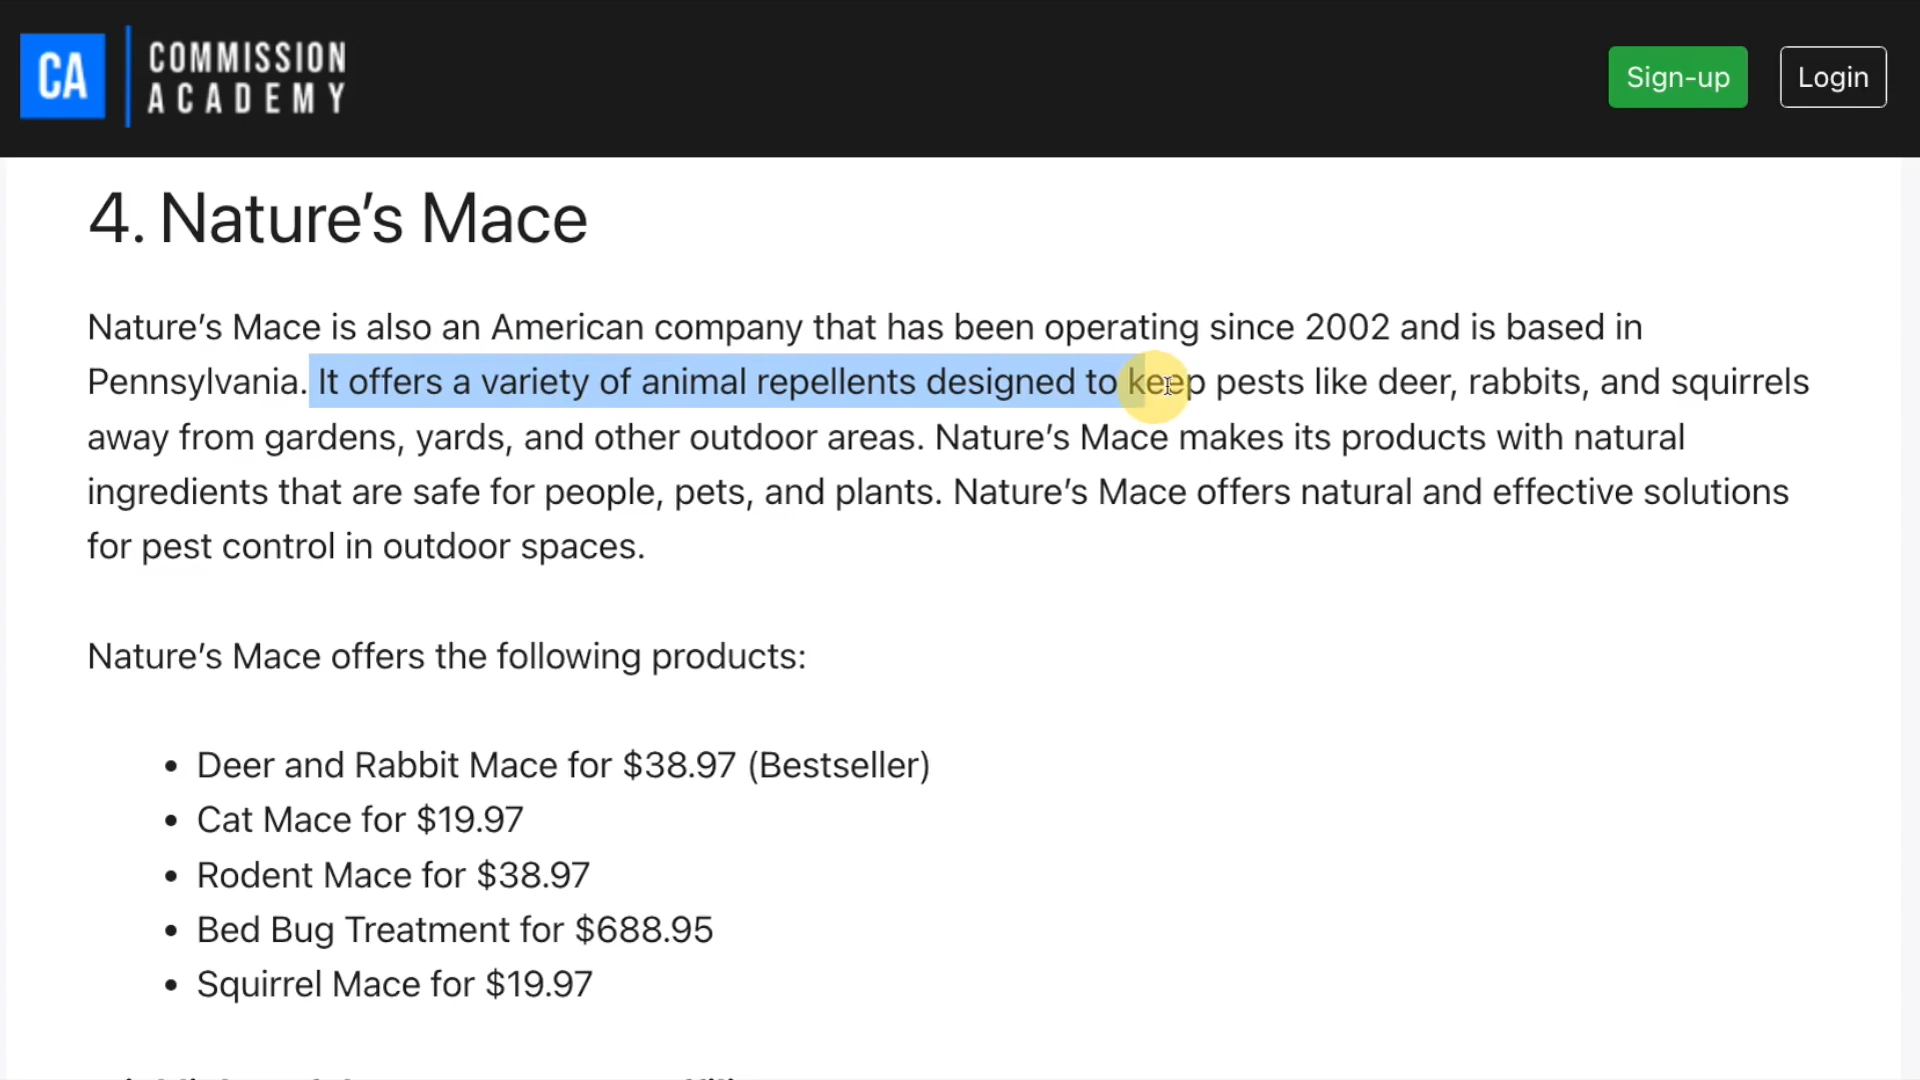 CA
COMMISSION
ACADEMY
Sign-up
Login
4. Nature’s Mace
Nature’s Mace is also an American company that has been operating since 2002 and is based in
Pennsylvania. It offers a variety of animal repellents designed to keep pests like deer, rabbits, and squirrels
away from gardens, yards, and other outdoor areas. Nature’s Mace makes its products with natural
ingredients that are safe for people, pets, and plants. Nature’s Mace offers natural and effective solutions
for pest control in outdoor spaces.
Nature’s Mace offers the following products:
• Deer and Rabbit Mace for $38.97 (Bestseller)
• Cat Mace for $19.97
• Rodent Mace for $38.97
• Bed Bug Treatment for $688.95
• Squirrel Mace for $19.97